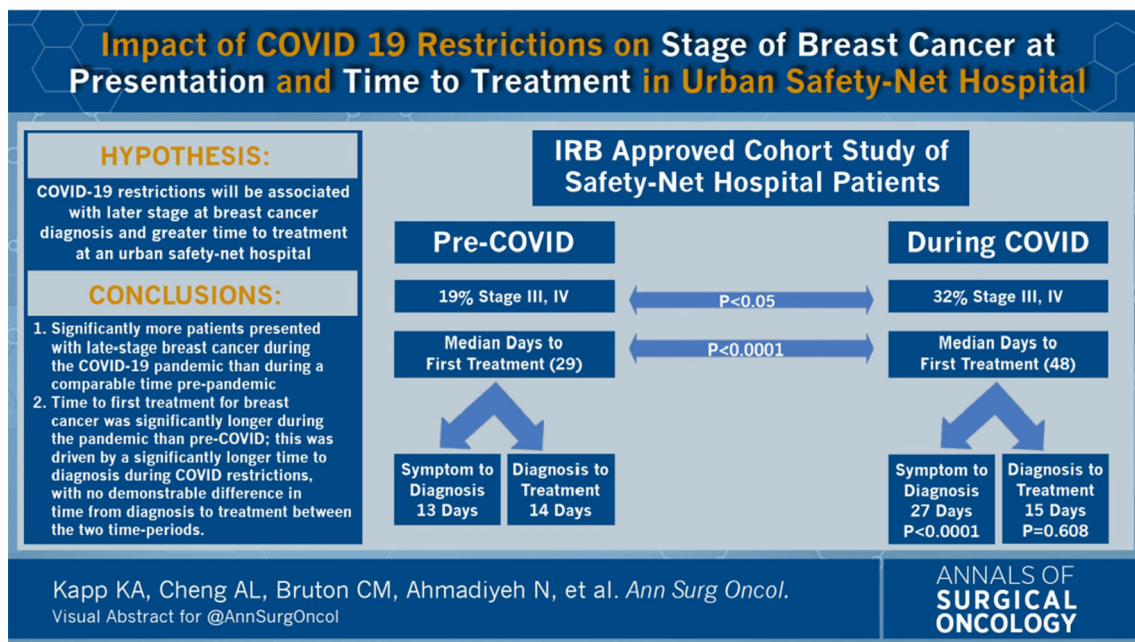 Impact of COVID 19 Restrictions on Stage of Breast Cancer at
Presentation and Time to Treatment in Urban Safety-Net Hospital
HYPOTHESIS:
COVID-19 restrictions will be associated
with later stage at breast cancer
diagnosis and greater time to treatment
at an urban safety-net hospital
CONCLUSIONS:
1. Significantly more patients presented
with late-stage breast cancer during
the COVID-19 pandemic than during a
comparable time pre-pandemic
2. Time to first treatment for breast
cancer was significantly longer during
the pandemic than pre-COVID; this was
driven by a significantly longer time to
diagnosis during COVID restrictions,
with no demonstrable difference in
time from diagnosis to treatment between
the two time-periods.
IRB Approved Cohort Study of
Safety-Net Hospital Patients
Pre-COVID
During COVID
19% Stage III, IV
P<0.05
32% Stage III, IV
Median Days to
First Treatment (29)
P<0.0001
Median Days to
First Treatment (48)
Symptom to
Diagnosis
13 Days
Diagnosis to
Treatment
14 Days
Symptom to
Diagnosis
27 Days
P<0.0001
Diagnosis to
Treatment
15 Days
P=0.608
Kapp KA, Cheng AL, Bruton CM, Ahmadiyeh N, et al. Ann Surg Oncol.
Visual Abstract for @AnnSurgOncol
ANNALS OF
SURGICAL
ONCOLOGY